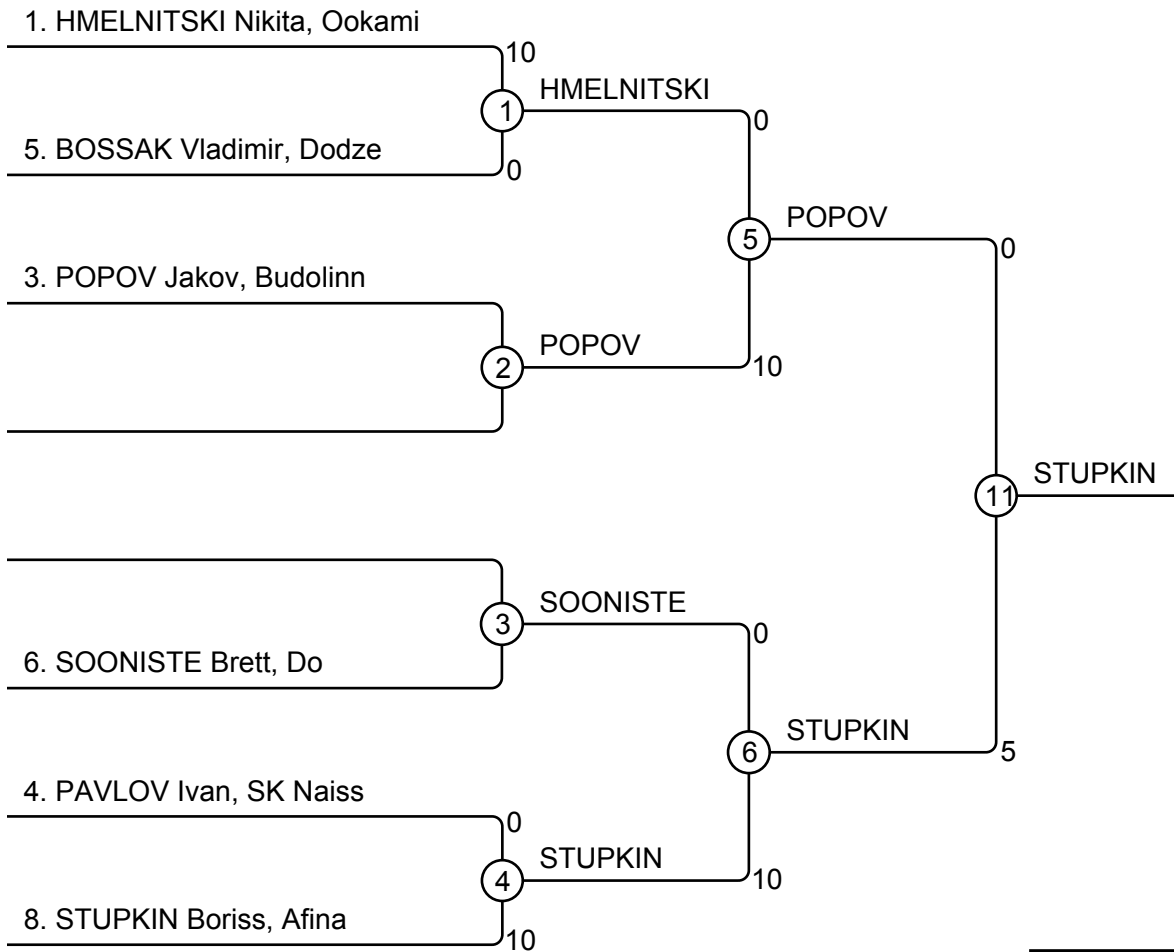 1. HMELNITSKI Nikita, Ookami
10
1
HMELNITSKI
0
5. BOSSAK Vladimir, Dodze
0
5
POPOV
0
3. POPOV Jakov, Budolinn
2
POPOV
10
11
STUPKIN
3
SOONISTE
0
6. SOONISTE Brett, Do
6
STUPKIN
5
4. PAVLOV Ivan, SK Naiss
0
4
STUPKIN
10
8. STUPKIN Boriss, Afina
10